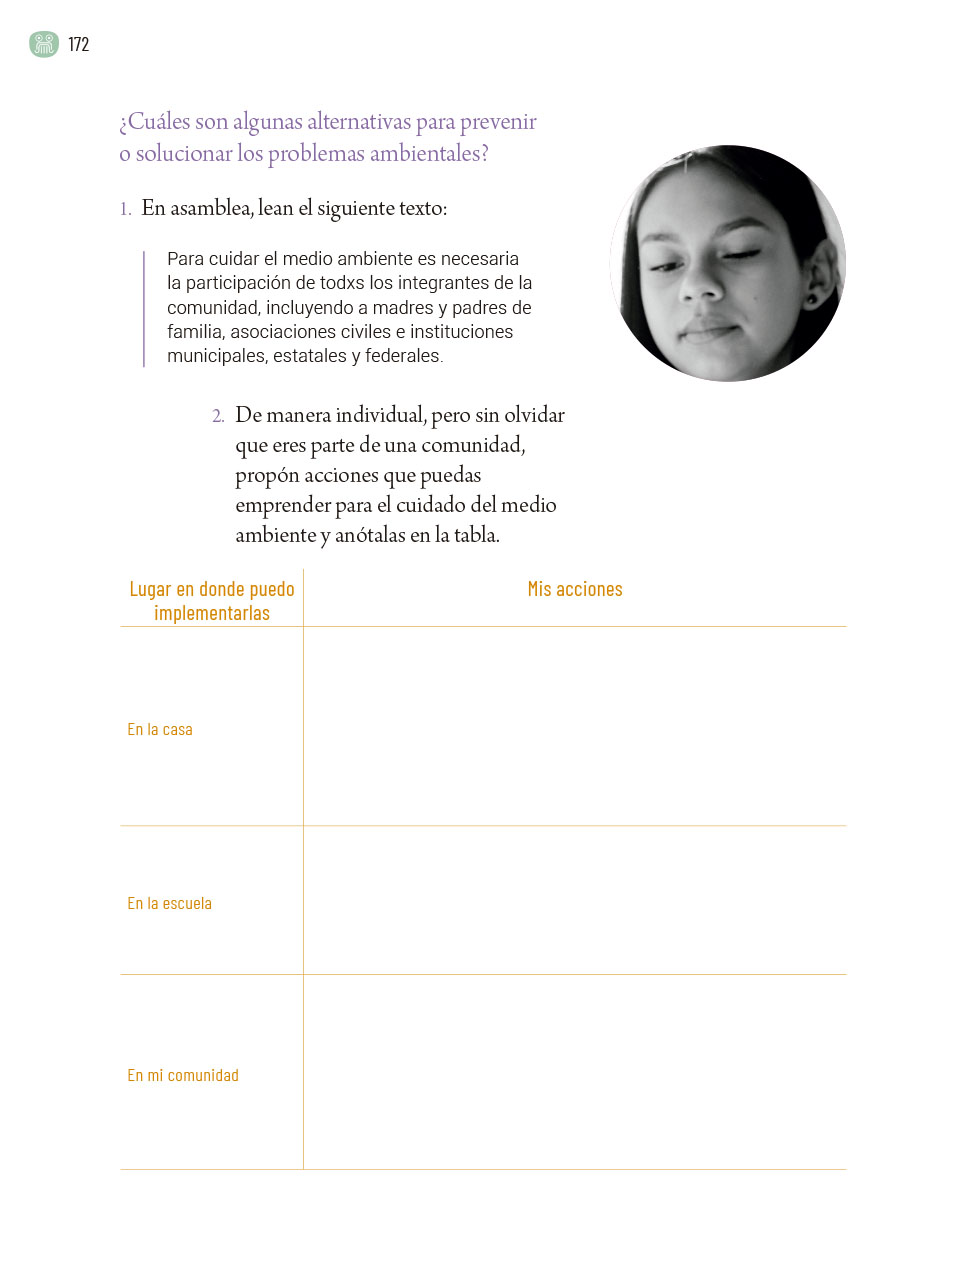 172
¿Cuáles son algunas alternativas para prevenir
o solucionar los problemas ambientales?
1. En asamblea, lean el siguiente texto:
Para cuidar el medio ambiente es necesaria
la participación de todxs los integrantes de la
comunidad, incluyendo a madres y padres de
familia, asociaciones civiles e instituciones
municipales, estatales y federales.
2. De manera individual, pero sin olvidar
que eres parte de una comunidad,
propón acciones que puedas
emprender para el cuidado del medio
ambiente y anótalas en la tabla.
Lugar en donde puedo
implementarlas
Mis acciones
En la casa
En la escuela
En mi comunidad